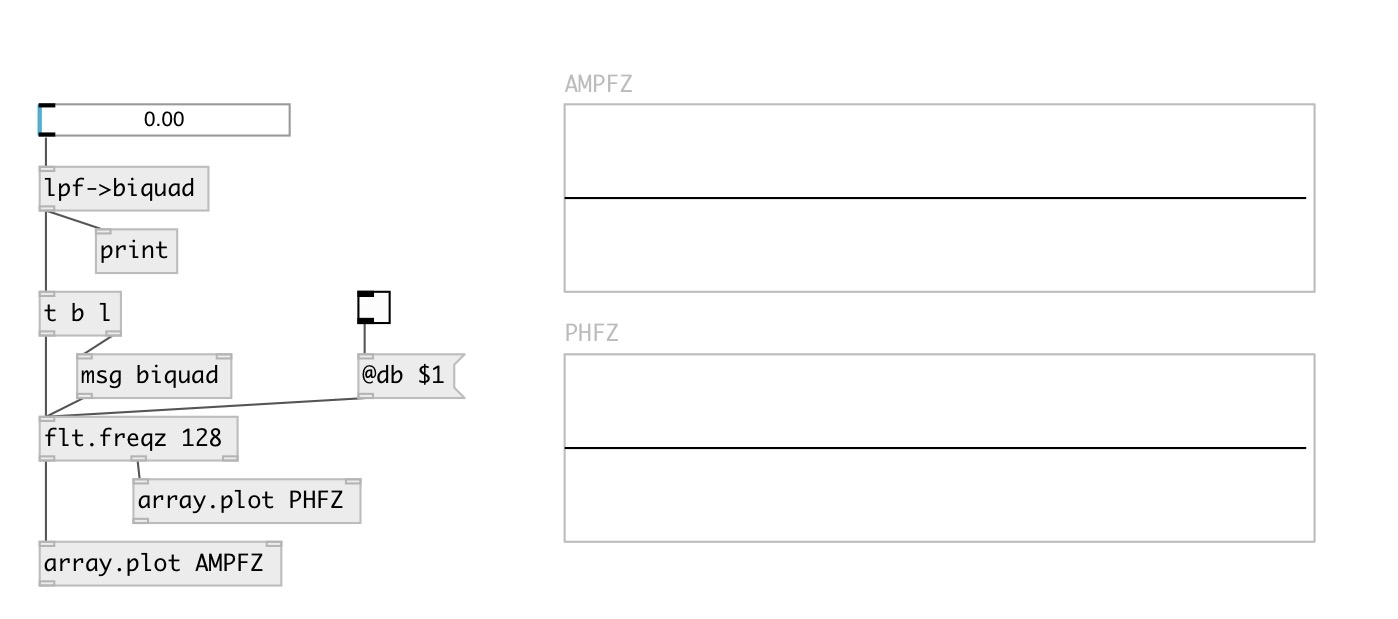 AMPFZ
0.00
lpf->biquad
print
t b l
PHFZ
msg biquad
@db $1
flt.freqz 128
array.plot PHFZ
array.plot AMPFZ